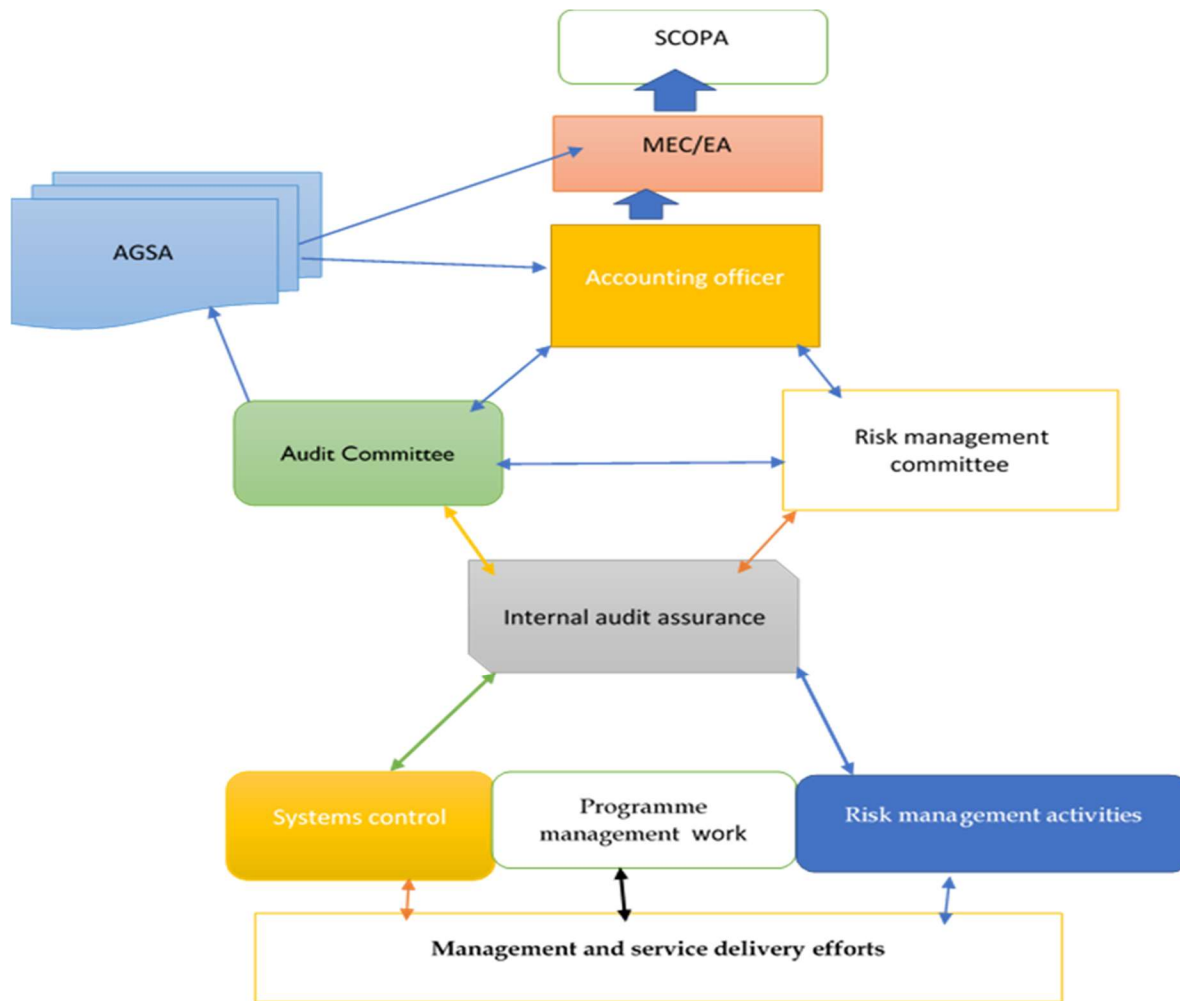 SCOPA
MEC/EA
AGSA
Accounting officer
Audit Committee
Risk management
committee
Internal audit assurance
Systems control
Programme
management work
Risk management activities
Management and service delivery efforts